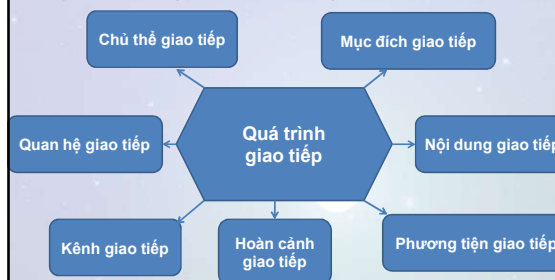 Chủ thể giao tiếp
Mục đích giao tiếp
Quan hệ giao tiếp
Quá trình
giao tiếp
Nội dung giao tiếp
Kênh giao tiếp
Hoàn cảnh
giao tiếp
Phương tiện giao tiếp